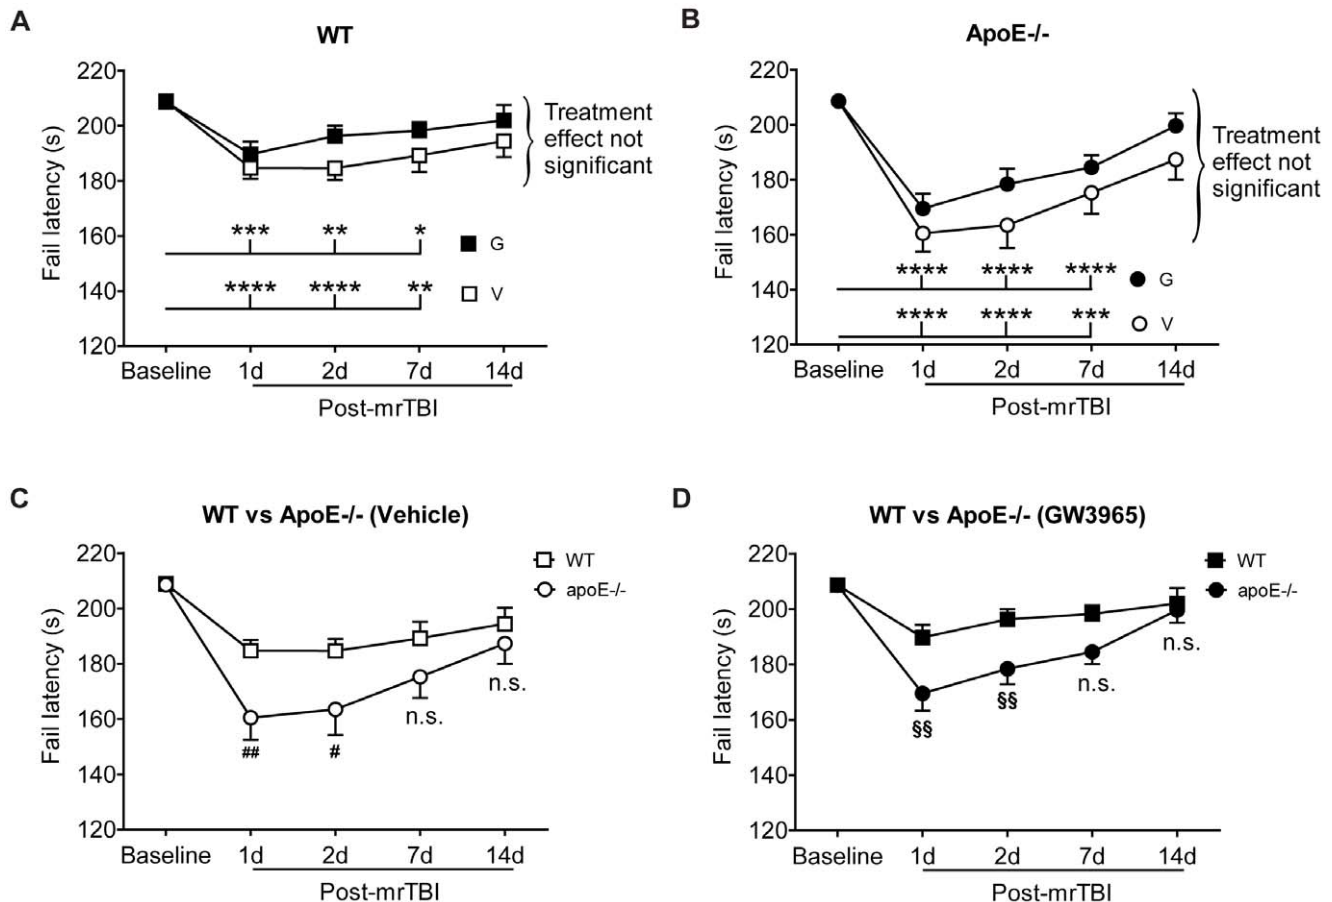 A
WT
Fail latency (s)
220
200
180
160
140
120
Treatment
effect not
significant
*** ** *
G
**** **** **
V
Baseline 1d 2d 7d 14d
Post-mrTBI
B
ApoE-/-
Fail latency (s)
220
200
180
160
140
120
Treatment
effect not
significant
**** **** ****
G
**** **** ***
V
Baseline 1d 2d 7d 14d
Post-mrTBI
C
WT vs ApoE-/- (Vehicle)
Fail latency (s)
220
200
180
160
140
120
WT
apoE-/-
n.s.
n.s.
## #
Baseline 1d 2d 7d 14d
Post-mrTBI
D
WT vs ApoE-/- (GW3965)
Fail latency (s)
220
200
180
160
140
120
WT
apoE-/-
n.s.
n.s.
§§
§§
Baseline 1d 2d 7d 14d
Post-mrTBI